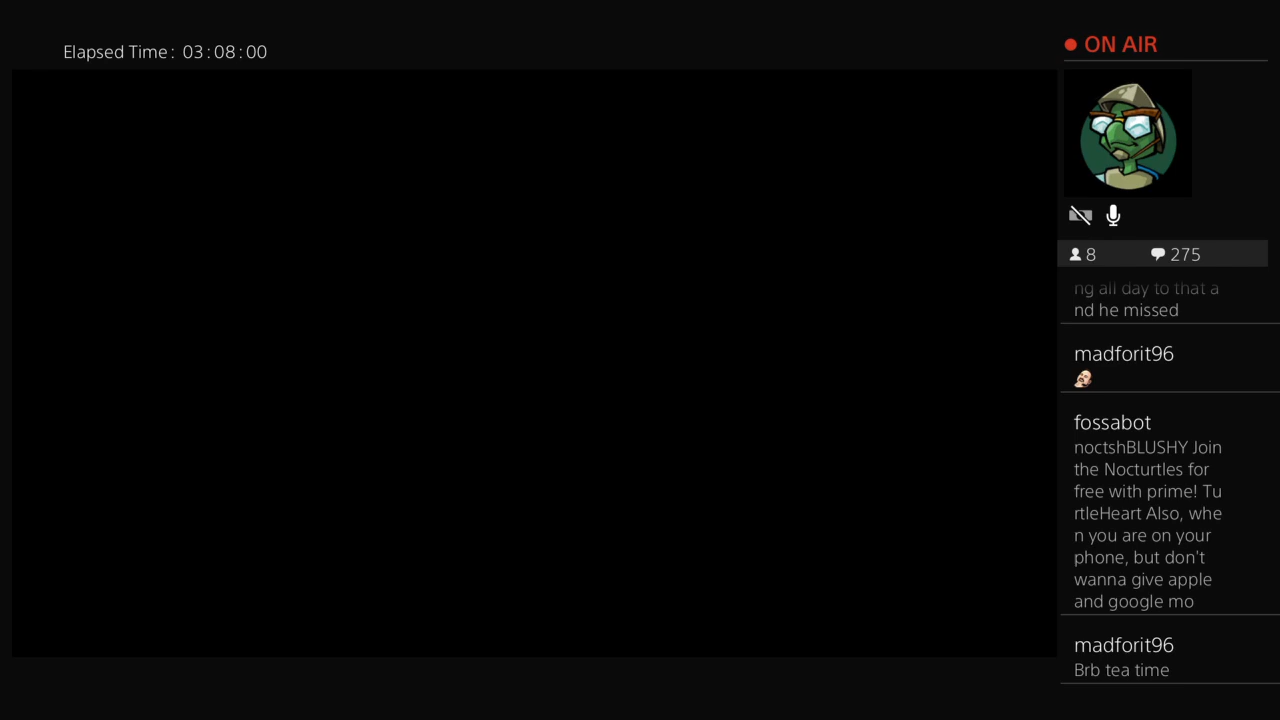 Elapsed Time: 03:08:00
ON AIR
8 275
ng all day to that a
nd he missed
madforit96
fossabot
noctshBLUSHY Join
the Nocturtles for
free with prime! Tu
rtleHeart Also, whe
n you are on your
phone, but don't
wanna give apple
and google mo
madforit96
Brb tea time